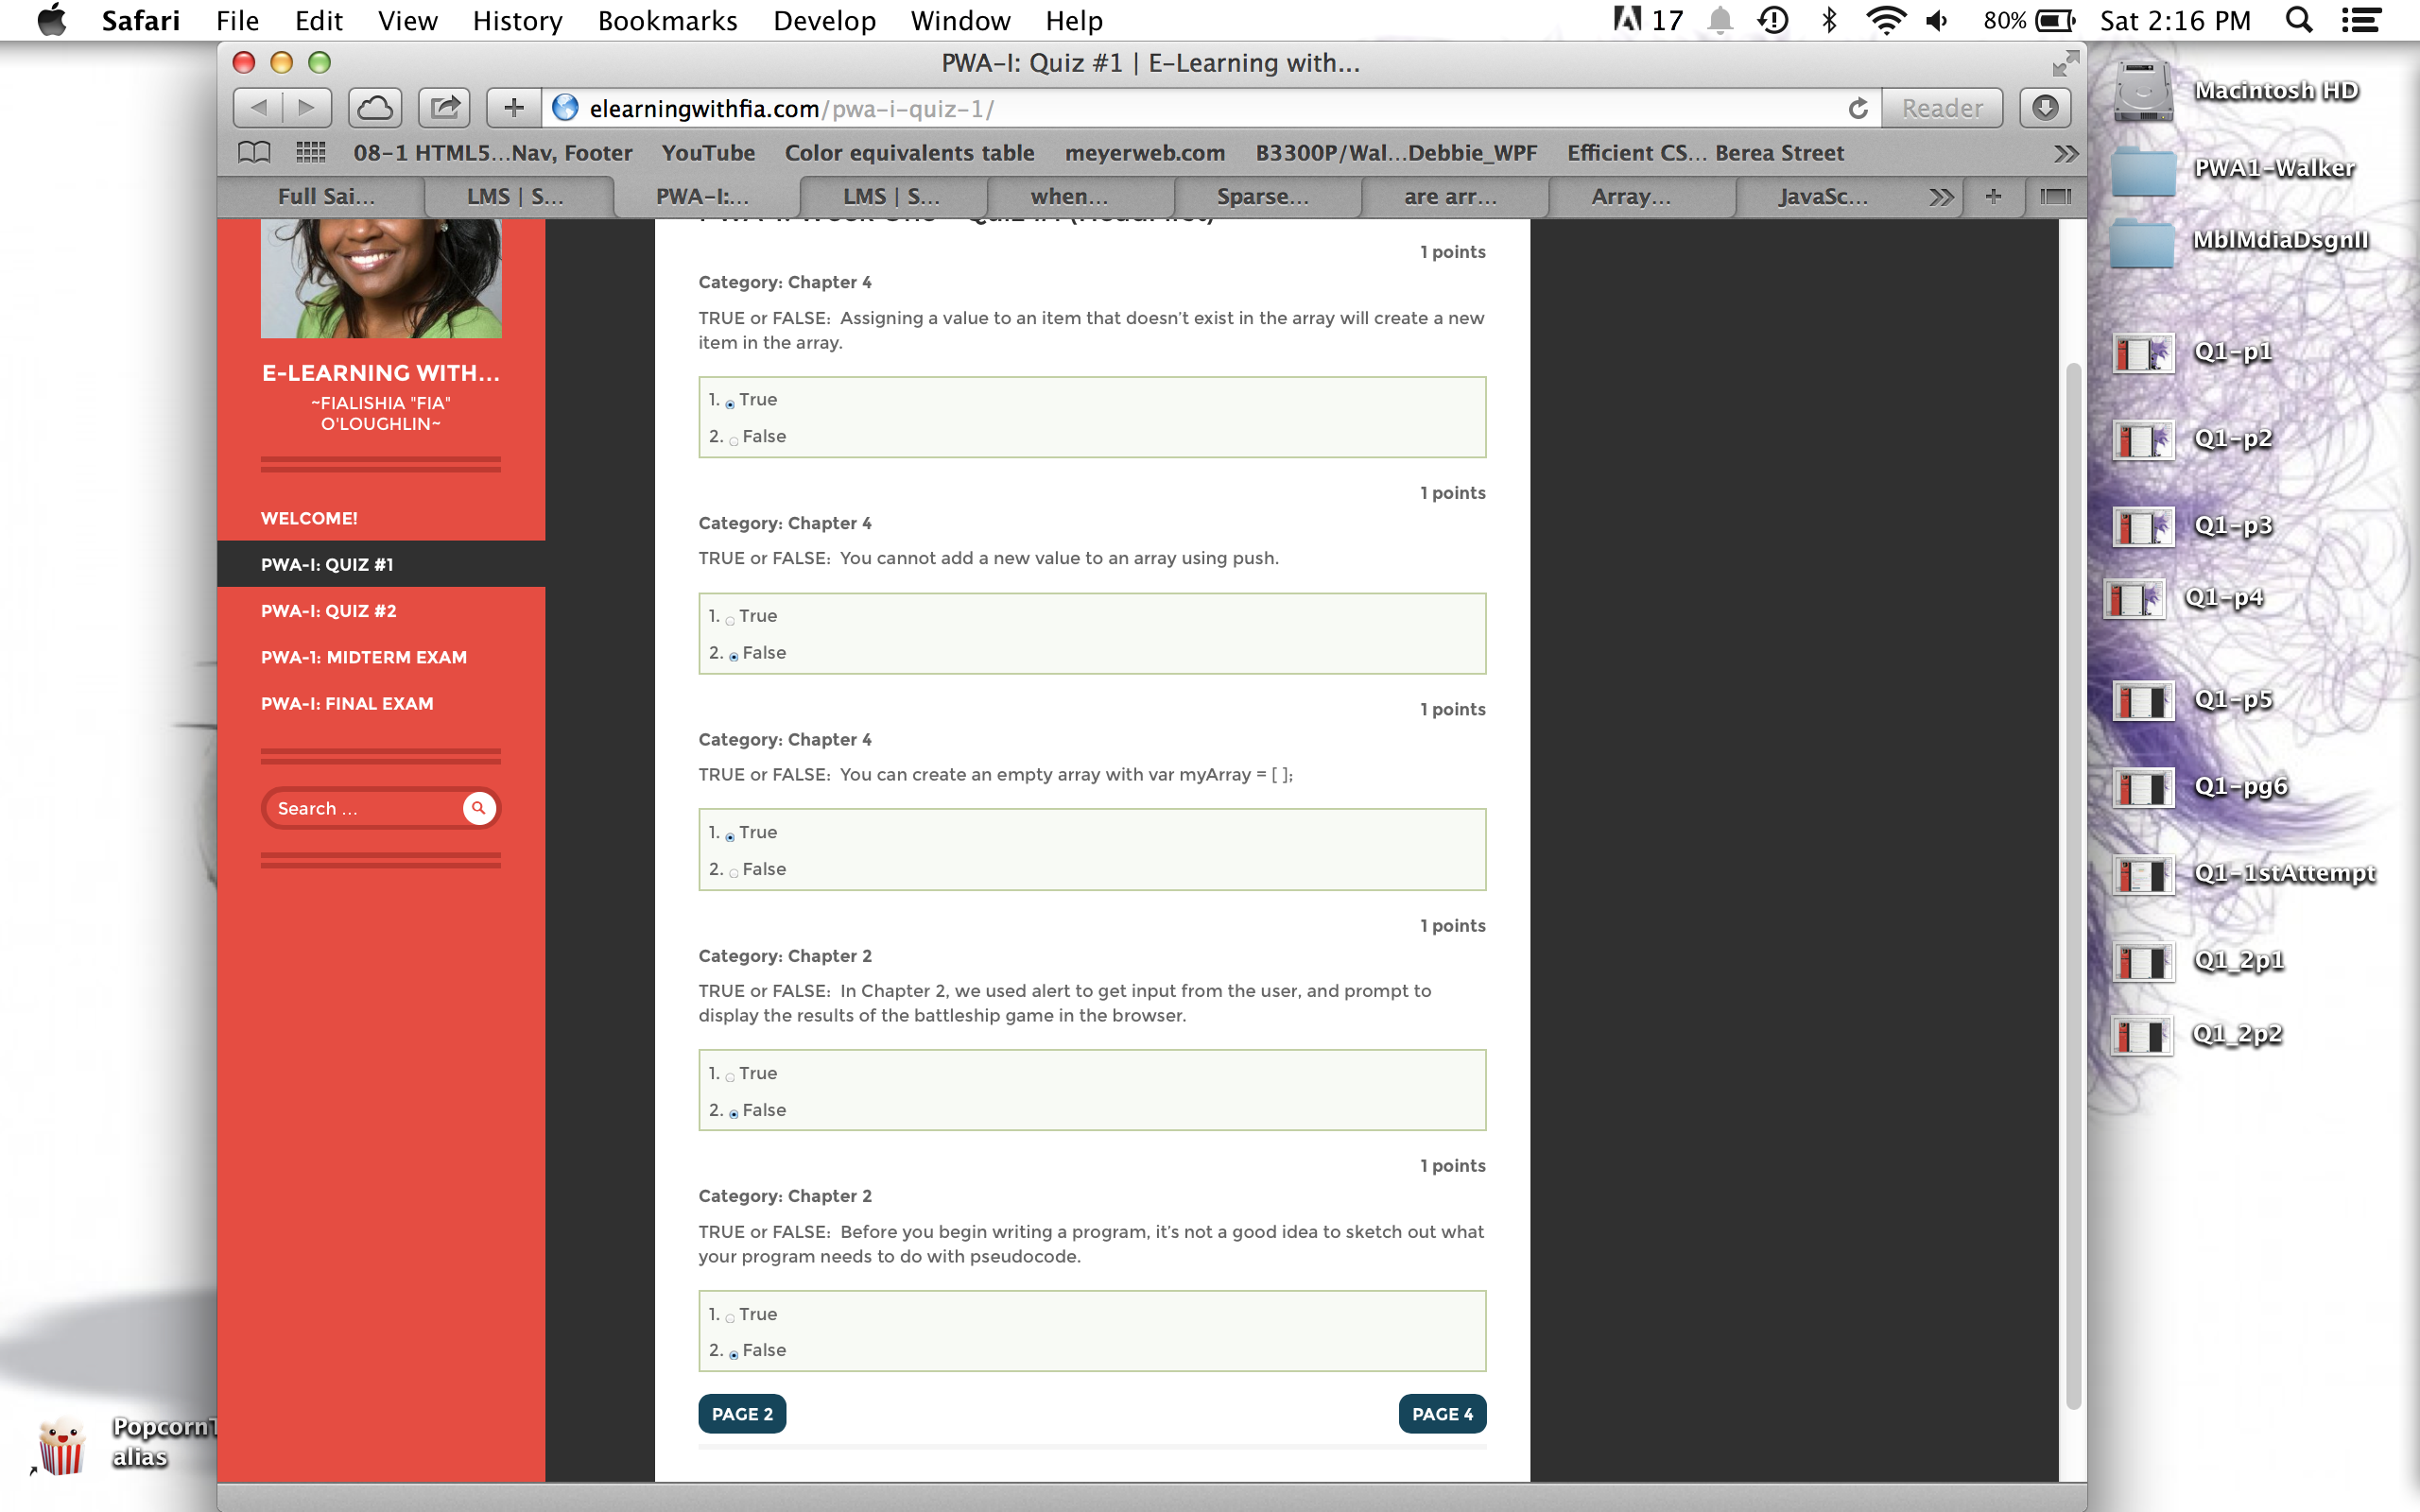 Safari File Edit View History Bookmarks Develop Window Help 17 80% Sat 2:16 PM
PWA-I: Quiz #1 | E-Learning with...
elearningwithfia.com/pwa-i-quiz-1/ Reader
08-1 HTML5...Nav, Footer YouTube Color equivalents table meyerweb.com B3300P/Wal...Debbie_WPF Efficient CS... Berea Street
Full Sai... LMS | S... PWA-I:... LMS | S... when... Sparse... are arr... Array... JavaSc...
E-LEARNING WITH...
~FIALISHIA "FIA"
O'LOUGHLIN~
WELCOME!
PWA-I: QUIZ #1
PWA-I: QUIZ #2
PWA-1: MIDTERM EXAM
PWA-I: FINAL EXAM
Search ...
1 points
Category: Chapter 4
TRUE or FALSE: Assigning a value to an item that doesn't exist in the array will create a new
item in the array.
1. True
2. False
1 points
Category: Chapter 4
TRUE or FALSE: You cannot add a new value to an array using push.
1. True
2. False
1 points
Category: Chapter 4
TRUE or FALSE: You can create an empty array with var myArray = [ ];
1. True
2. False
1 points
Category: Chapter 2
TRUE or FALSE: In Chapter 2, we used alert to get input from the user, and prompt to
display the results of the battleship game in the browser.
1. True
2. False
1 points
Category: Chapter 2
TRUE or FALSE: Before you begin writing a program, it's not a good idea to sketch out what
your program needs to do with pseudocode.
1. True
2. False
PAGE 2
PAGE 4
Macintosh HD
PWA1-Walker
MblMdiaDsgnII
Q1-p1
Q1-p2
Q1-p3
Q1-p4
Q1-p5
Q1-pg6
Q1-1stAttempt
Q1_2p1
Q1_2p2
PopcornT
alias